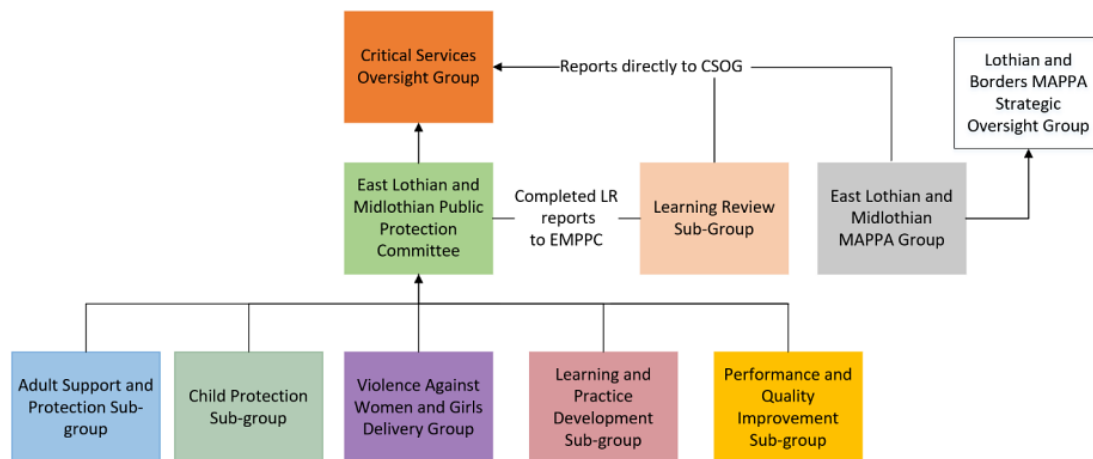 Critical Services
Oversight Group
Reports directly to CSOG
Lothian and
Borders MAPPA
Strategic
Oversight Group
East Lothian and
Midlothian Public
Protection
Committee
Completed LR
reports
to EMPPC
Learning Review
Sub-Group
East Lothian and
Midlothian
MAPPA Group
Adult Support and
Protection Sub-
group
Child Protection
Sub-group
Violence Against
Women and Girls
Delivery Group
Learning and
Practice
Development
Sub-group
Performance and
Quality
Improvement
Sub-group